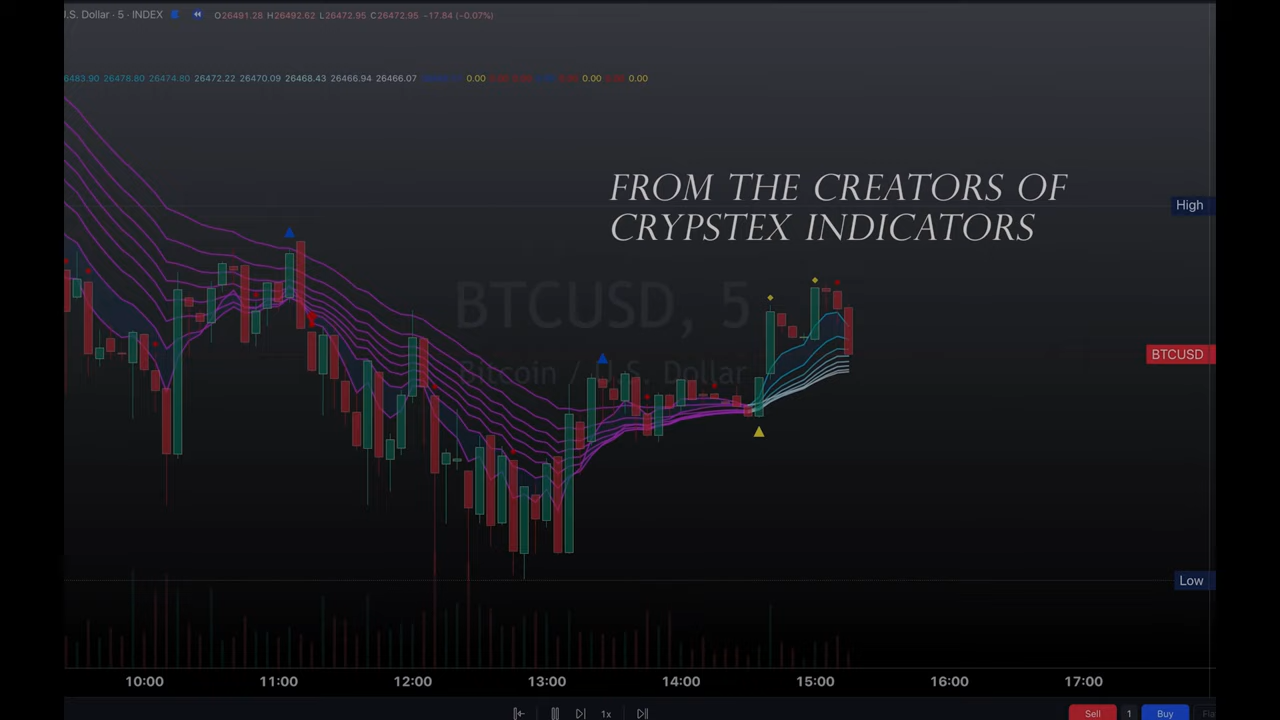 U.S. Dollar · 5 · INDEX O26491.28 H26492.62 L26472.95 C26472.95 −17.84 (−0.07%)
26478.80 26474.80 26472.22 26470.09 26468.43 26466.94 26466.07 0.00 0.00 0.00 0.00 0.00 0.00
FROM THE CREATORS OF
CRYPSTEX INDICATORS
High
BTCUSD, 5
Bitcoin / U.S. Dollar
BTCUSD
Low
10:00 11:00 12:00 13:00 14:00 15:00 16:00 17:00
1x Sell 1 Buy